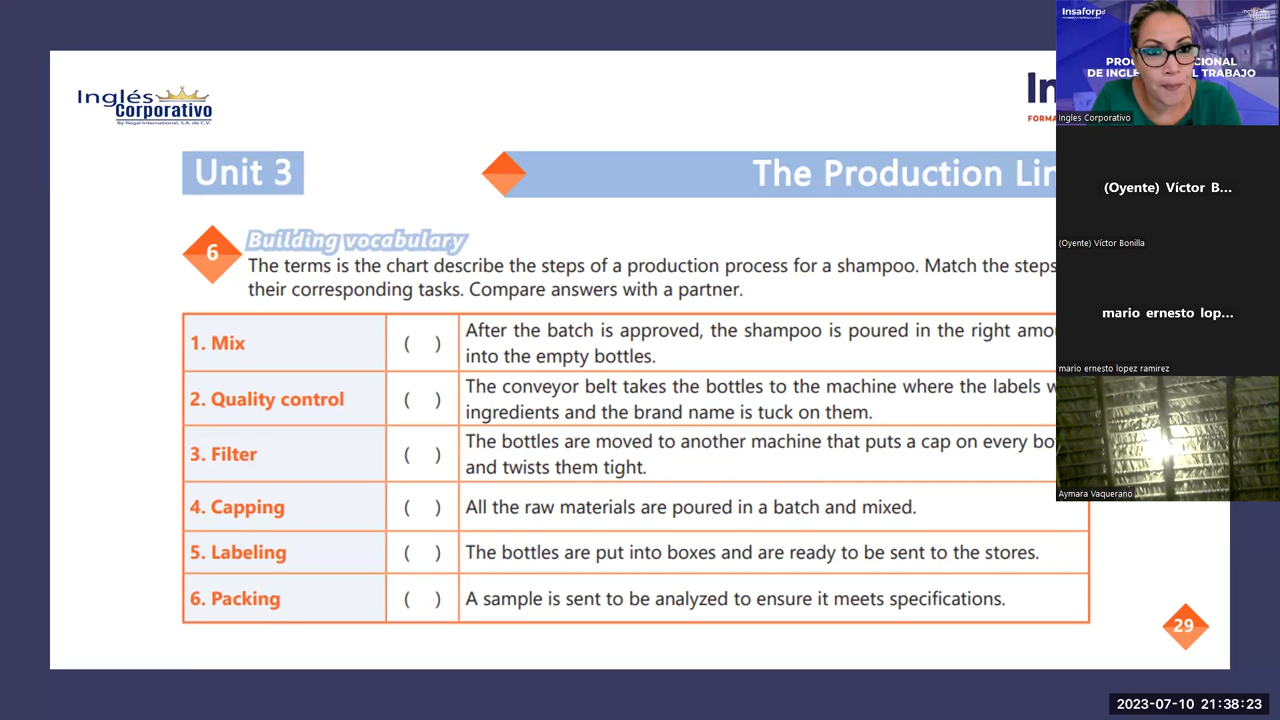 Inglés
Corporativo
By Regal International, S.A. de C.V.
In
FORMA
Unit 3
The Production Lin
6
Building vocabulary
The terms is the chart describe the steps of a production process for a shampoo. Match the steps
their corresponding tasks. Compare answers with a partner.
1. Mix
( )
After the batch is approved, the shampoo is poured in the right amou
into the empty bottles.
2. Quality control
( )
The conveyor belt takes the bottles to the machine where the labels w
ingredients and the brand name is tuck on them.
3. Filter
( )
The bottles are moved to another machine that puts a cap on every bo
and twists them tight.
4. Capping
( )
All the raw materials are poured in a batch and mixed.
5. Labeling
( )
The bottles are put into boxes and are ready to be sent to the stores.
6. Packing
( )
A sample is sent to be analyzed to ensure it meets specifications.
29
Insaforp
PROG CIONAL
DE INGLÉ L TRABAJO
Ingles Corporativo
(Oyente) Víctor B...
(Oyente) Víctor Bonilla
mario ernesto lop...
mario ernesto lopez ramirez
Aymara Vaquerano
2023-07-10 21:38:23